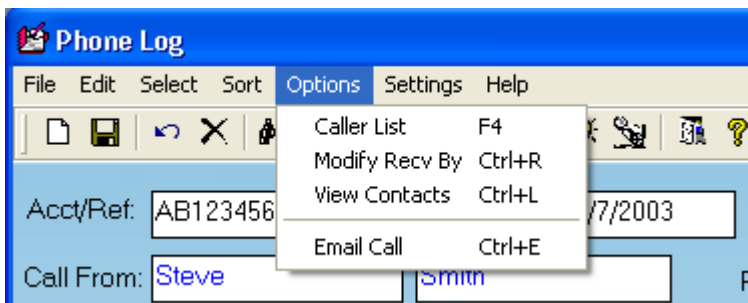 Phone Log
File Edit Select Sort Options Settings Help
Caller List F4
Modify Recv By Ctrl+R
View Contacts Ctrl+L
Email Call Ctrl+E
Acct/Ref: AB123456 /7/2003
Call From: Steve Smith